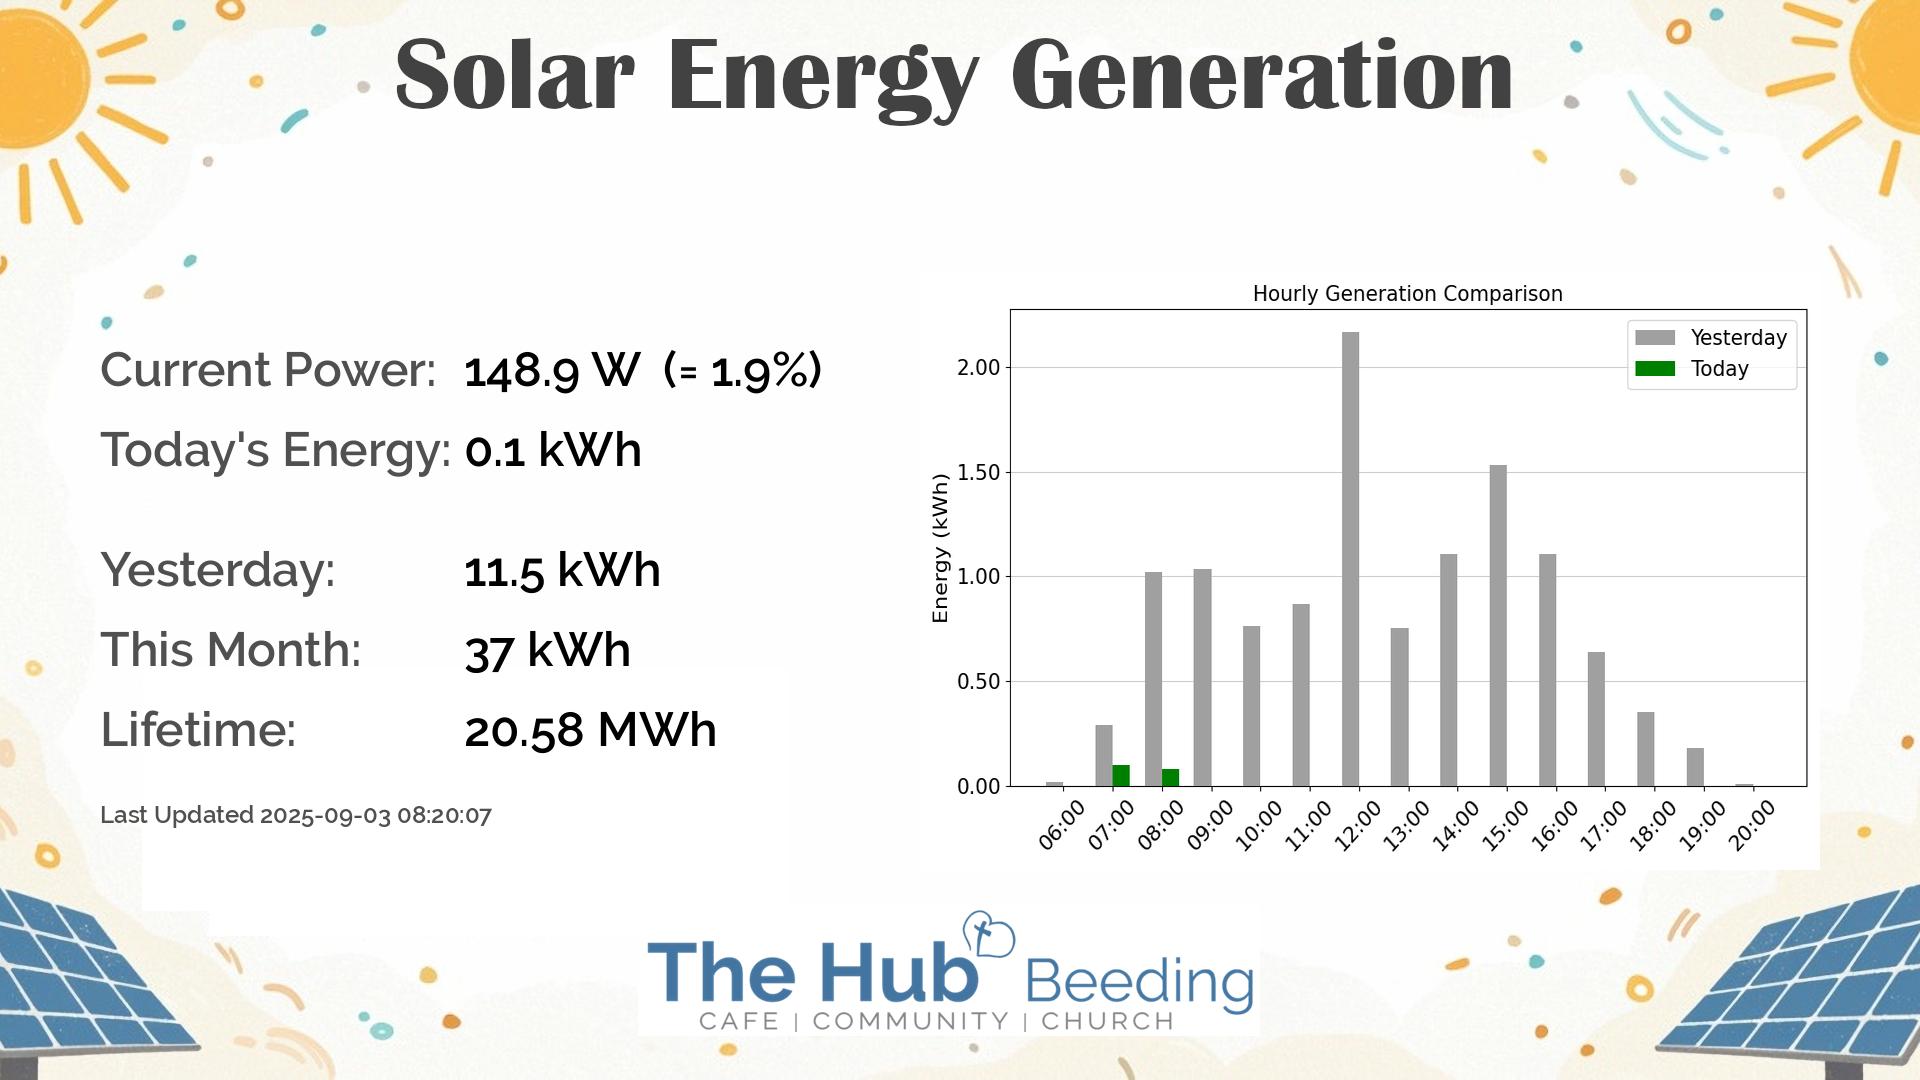 Solar Energy Generation
Current Power: 148.9 W (= 1.9%)
Today's Energy: 0.1 kWh
Yesterday: 11.5 kWh
This Month: 37 kWh
Lifetime: 20.58 MWh
Last Updated 2025-09-03 08:20:07
Hourly Generation Comparison
Yesterday
Today
Energy (kWh)
2.00
1.50
1.00
0.50
0.00
06:00 07:00 08:00 09:00 10:00 11:00 12:00 13:00 14:00 15:00 16:00 17:00 18:00 19:00 20:00
The Hub Beeding
CAFE | COMMUNITY | CHURCH